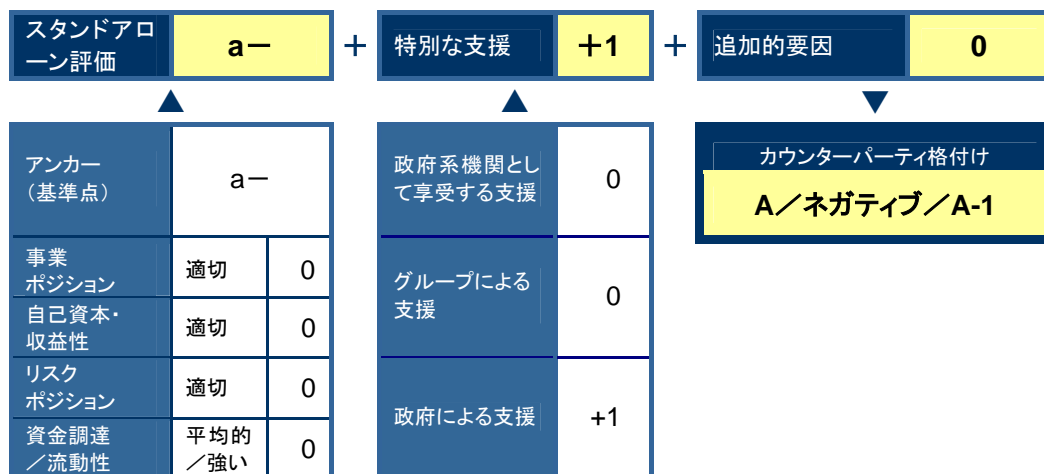 スタンドアロ
ーン評価
a－
＋
特別な支援
＋1
＋
追加的要因
0
▲
▲
▼
アンカー
（基準点）
a－
事業
ポジション
適切
0
自己資本・
収益性
適切
0
リスク
ポジション
適切
0
資金調達
／流動性
平均的
／強い
0
政府系機関とし
て享受する支援
0
グループによる
支援
0
政府による支援
+1
カウンターパーティ格付け
A／ネガティブ／A-1